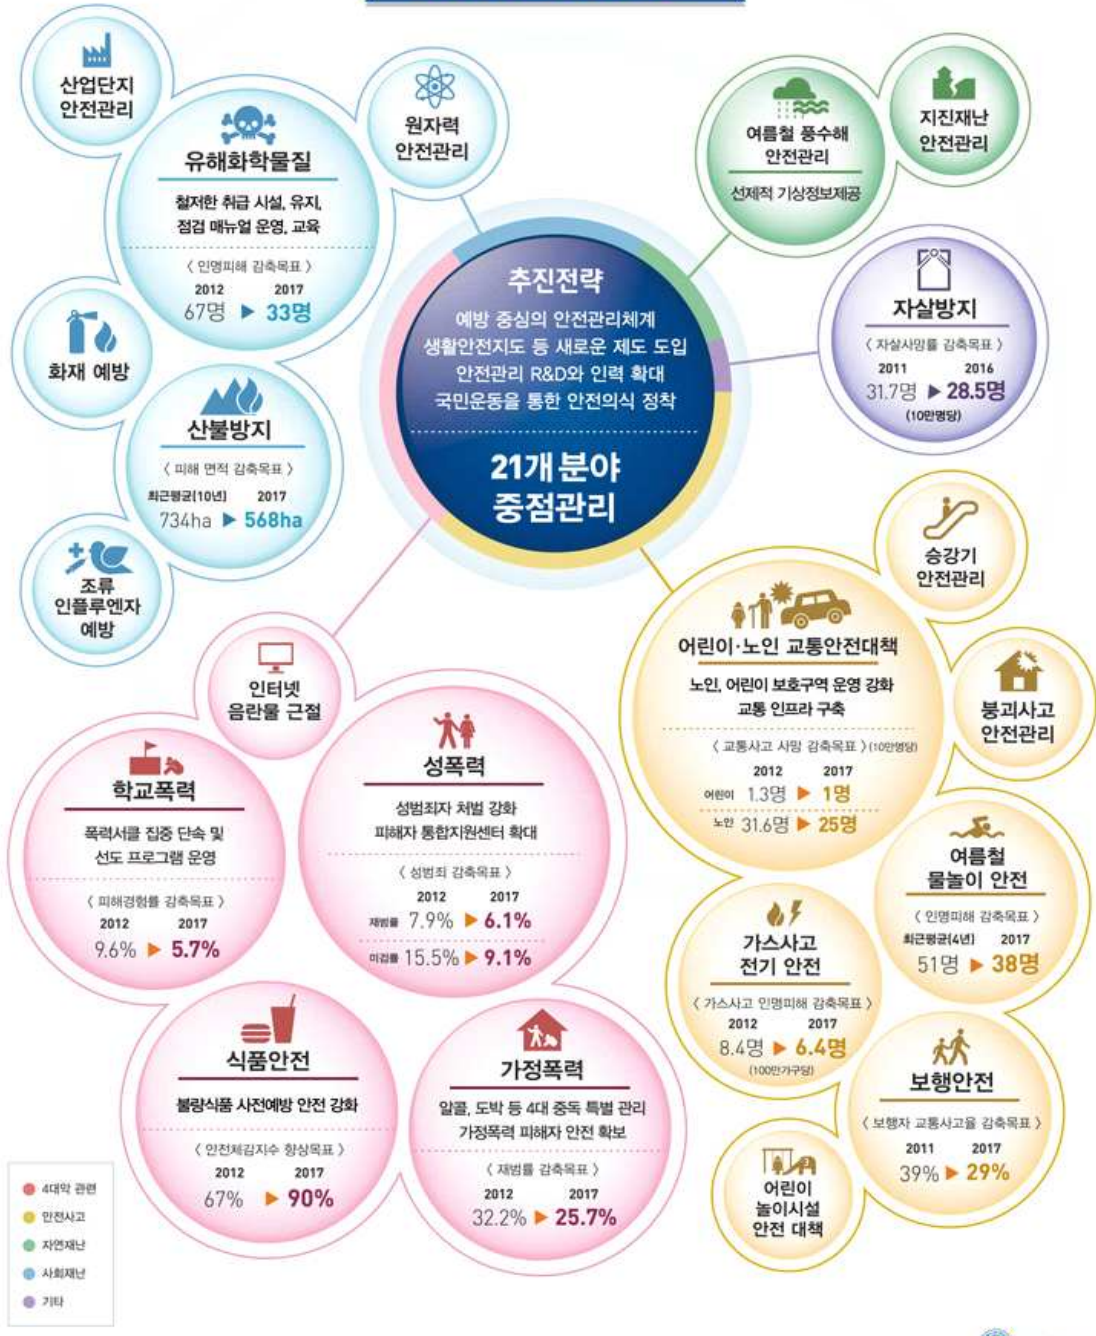 산업단지
안전관리
유해화학물질
철저한 취급 시설, 유지,
점검 매뉴얼 운영, 교육
〈 인명피해 감축목표 〉
2012 2017
67명 ▶ 33명
원자력
안전관리
화재 예방
산불방지
〈 피해 면적 감축목표 〉
최근평균(10년) 2017
734ha ▶ 568ha
조류
인플루엔자
예방
추진전략
예방 중심의 안전관리체계
생활안전지도 등 새로운 제도 도입
안전관리 R&D와 인력 확대
국민운동을 통한 안전의식 정착
21개 분야
중점관리
여름철 풍수해
안전관리
선제적 기상정보제공
지진재난
안전관리
자살방지
〈 자살사망률 감축목표 〉
2011 2016
31.7명 ▶ 28.5명
(10만명당)
승강기
안전관리
어린이·노인 교통안전대책
노인, 어린이 보호구역 운영 강화
교통 인프라 구축
〈 교통사고 사망 감축목표 〉(10만명당)
2012 2017
어린이 1.3명 ▶ 1명
노인 31.6명 ▶ 25명
붕괴사고
안전관리
여름철
물놀이 안전
〈 인명피해 감축목표 〉
최근평균(4년) 2017
51명 ▶ 38명
가스사고
전기 안전
〈 가스사고 인명피해 감축목표 〉
2012 2017
8.4명 ▶ 6.4명
(100만가구당)
보행안전
〈 보행자 교통사고율 감축목표 〉
2011 2017
39% ▶ 29%
어린이
놀이시설
안전 대책
인터넷
음란물 근절
학교폭력
폭력서클 집중 단속 및
선도 프로그램 운영
〈 피해경험률 감축목표 〉
2012 2017
9.6% ▶ 5.7%
성폭력
성범죄자 처벌 강화
피해자 통합지원센터 확대
〈 성범죄 감축목표 〉
2012 2017
재범률 7.9% ▶ 6.1%
미검률 15.5% ▶ 9.1%
식품안전
불량식품 사전예방 안전 강화
〈 안전체감지수 향상목표 〉
2012 2017
67% ▶ 90%
가정폭력
알콜, 도박 등 4대 중독 특별 관리
가정폭력 피해자 안전 확보
〈 재범률 감축목표 〉
2012 2017
32.2% ▶ 25.7%
4대악 관련
안전사고
자연재난
사회재난
기타